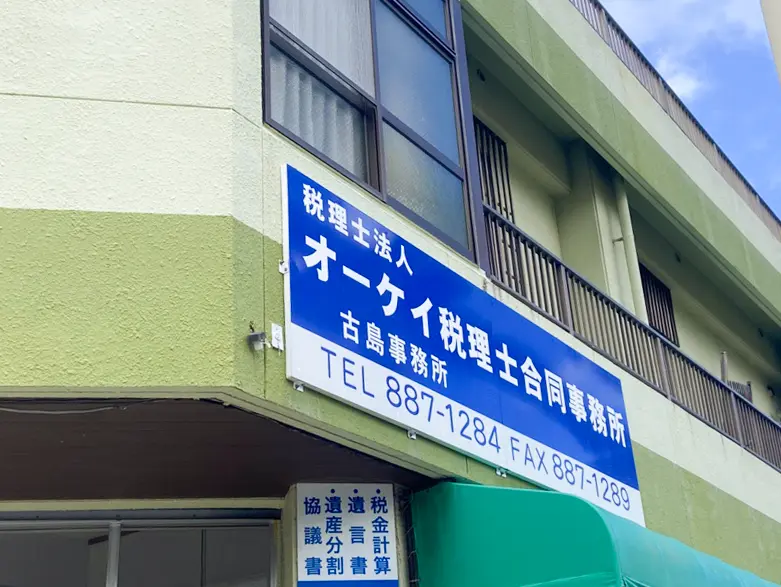 税理士法人
オーケイ税理士合同事務所
古島事務所
TEL 887-1284 FAX 887-1289
・税金計算
・遺言書
・遺産分割
協議書